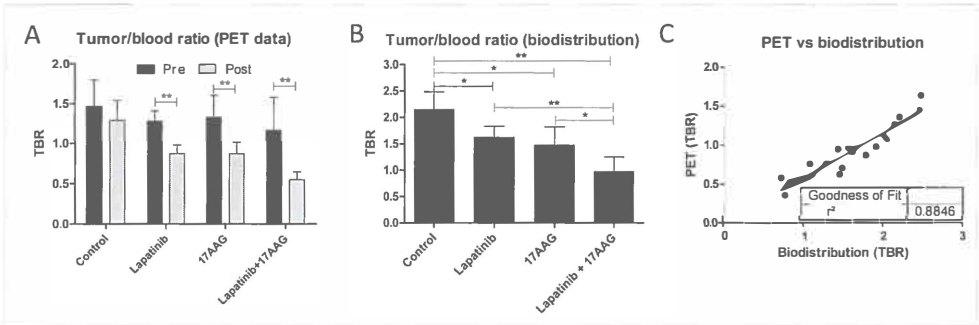 A
Tumor/blood ratio (PET data)
Pre
Post
**
**
**
2.0
1.5
1.0
0.5
0.0
TBR
Control
Lapatinib
17AAG
Lapatinib+17AAG
B
Tumor/blood ratio (biodistribution)
**
*
*
**
*
3.0
2.5
2.0
1.5
1.0
0.5
0.0
TBR
Control
Lapatinib
17AAG
Lapatinib + 17AAG
C
PET vs biodistribution
2.0
1.5
1.0
0.5
0.0
PET (TBR)
Goodness of Fit
r² 0.8846
0 1 2 3
Biodistribution (TBR)